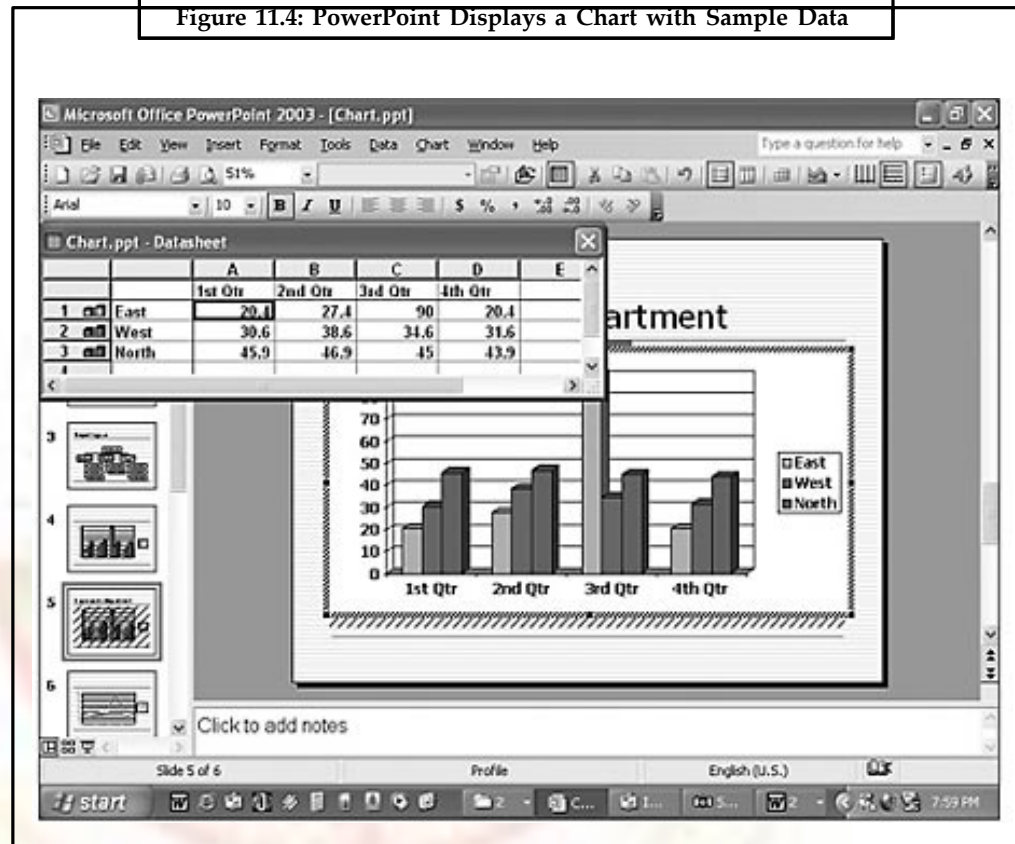 Figure 11.4: PowerPoint Displays a Chart with Sample Data
Microsoft Office PowerPoint 2003 - [Chart.ppt]
File Edit View Insert Format Tools Data Chart Window Help Type a question for help
51%
Arial 10 B I U $ % ,
Chart.ppt - Datasheet
A B C D E
1st Qtr 2nd Qtr 3rd Qtr 4th Qtr
1 East 20.4 27.4 90 20.4
2 West 30.6 38.6 34.6 31.6
3 North 45.9 46.9 45 43.9
4
artment
70
60
50
40
30
20
10
0
1st Qtr 2nd Qtr 3rd Qtr 4th Qtr
East
West
North
3
4
5
6
Click to add notes
Slide 5 of 6 Profile English (U.S.)
start 2 C... I... 5... 2 7:59 PM